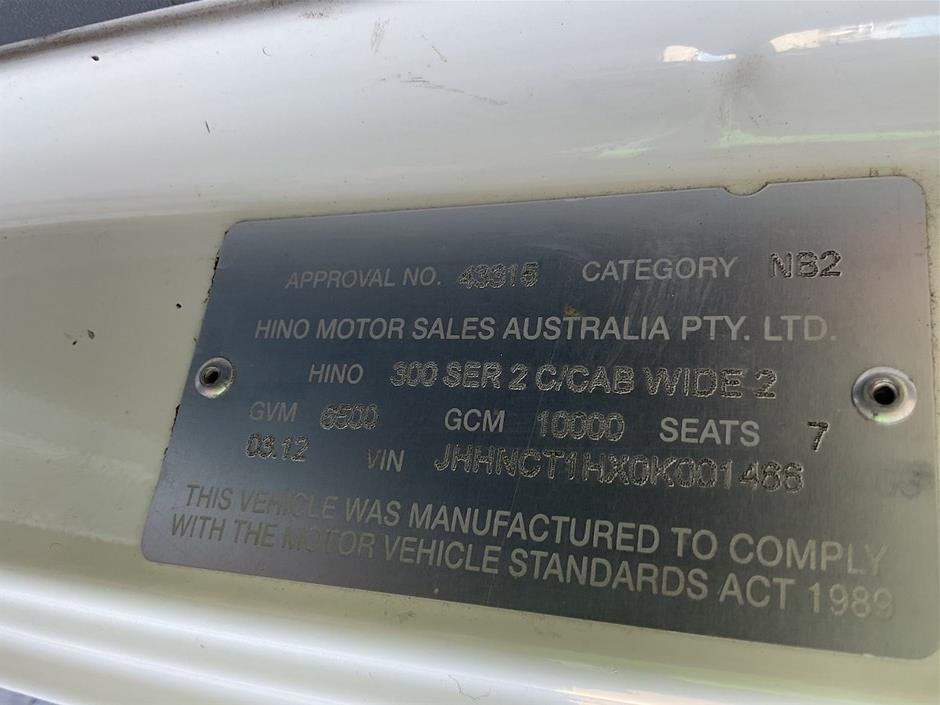 APPROVAL NO. 43315 CATEGORY NB2
HINO MOTOR SALES AUSTRALIA PTY. LTD.
HINO 300 SER 2 C/CAB WIDE 2
GVM 6500 GCM 10000 SEATS 7
08.12 VIN JHHNCT1HX0K001486
THIS VEHICLE WAS MANUFACTURED TO COMPLY
WITH THE MOTOR VEHICLE STANDARDS ACT 1989